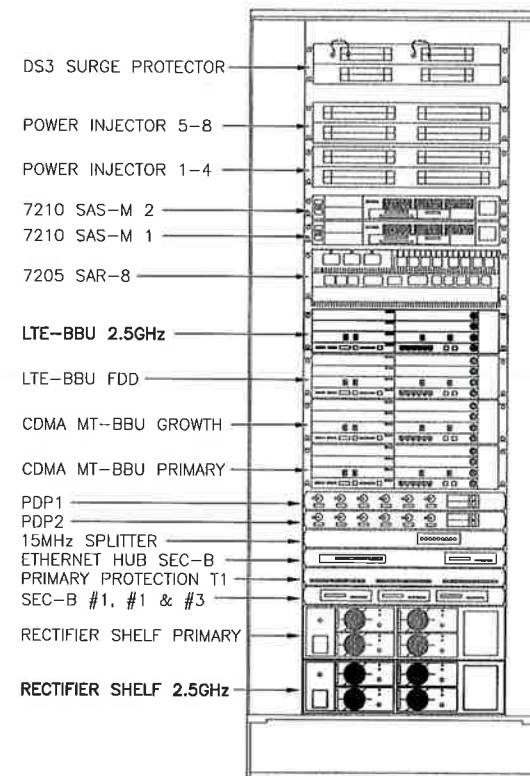 DS3 SURGE PROTECTOR
POWER INJECTOR 5-8
POWER INJECTOR 1-4
7210 SAS-M 2
7210 SAS-M 1
7205 SAR-8
LTE-BBU 2.5GHz
LTE-BBU FDD
CDMA MT-BBU GROWTH
CDMA MT-BBU PRIMARY
PDP1
PDP2
15MHz SPLITTER
ETHERNET HUB SEC-B
PRIMARY PROTECTION T1
SEC-B #1, #1 & #3
RECTIFIER SHELF PRIMARY
RECTIFIER SHELF 2.5GHz